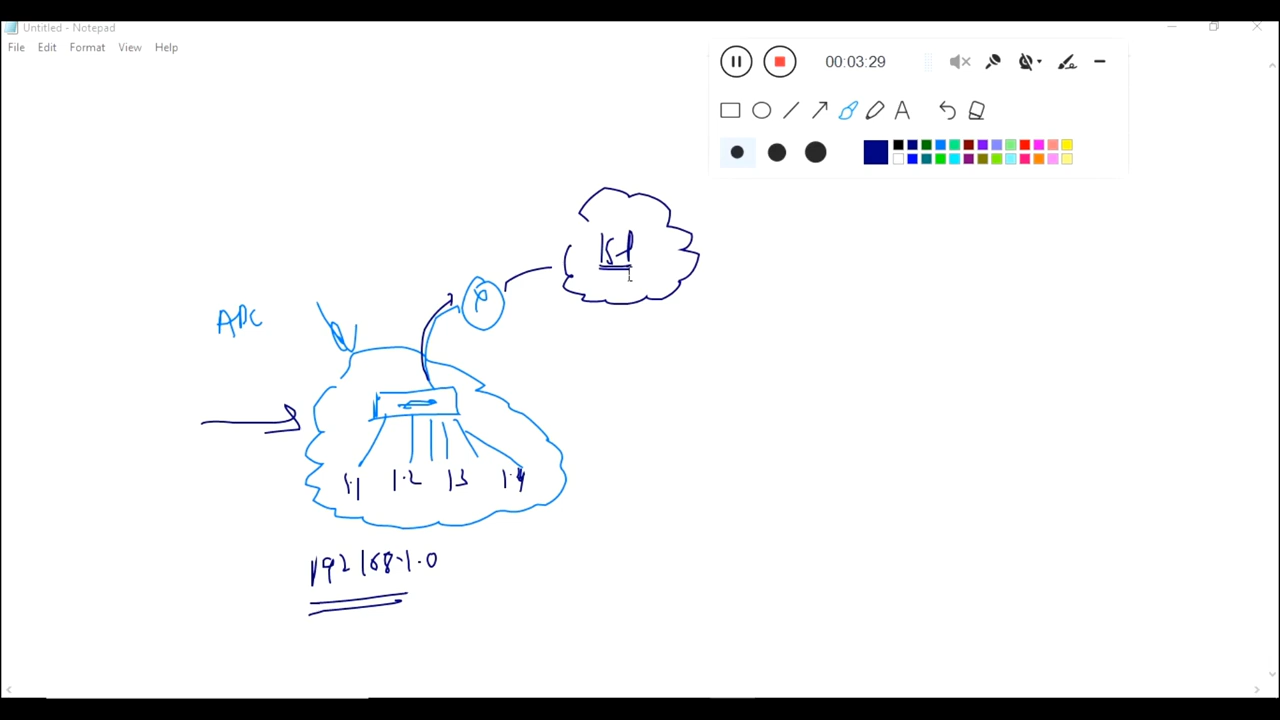 Untitled - Notepad
File Edit Format View Help
00:03:29
A
ISP
ABC
1.1 1.2 1.3 1.4
192.168.1.0